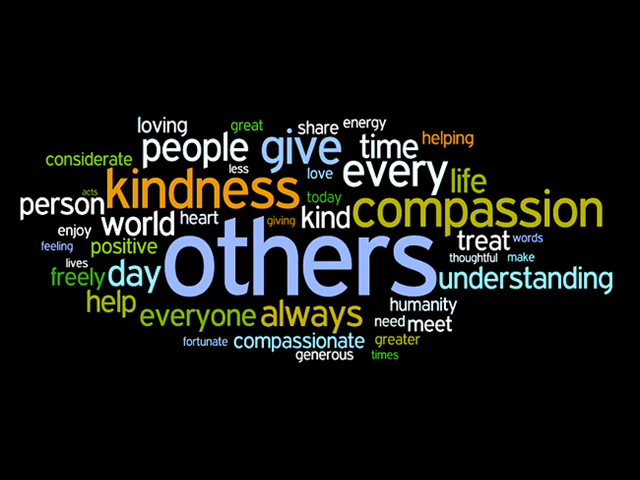 loving great share energy
considerate people give time helping
less love every life
acts kindness today compassion
person world heart giving kind
enjoy others treat words
feeling positive thoughtful make
lives freely day understanding
help everyone always humanity
need meet
fortunate compassionate greater
generous times